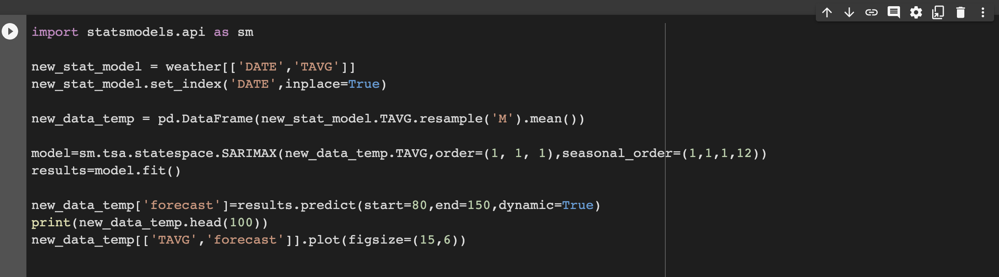 import statsmodels.api as sm
new_stat_model = weather[['DATE','TAVG']]
new_stat_model.set_index('DATE',inplace=True)
new_data_temp = pd.DataFrame(new_stat_model.TAVG.resample('M').mean())
model=sm.tsa.statespace.SARIMAX(new_data_temp.TAVG,order=(1, 1, 1),seasonal_order=(1,1,1,12))
results=model.fit()
new_data_temp['forecast']=results.predict(start=80,end=150,dynamic=True)
print(new_data_temp.head(100))
new_data_temp[['TAVG','forecast']].plot(figsize=(15,6))